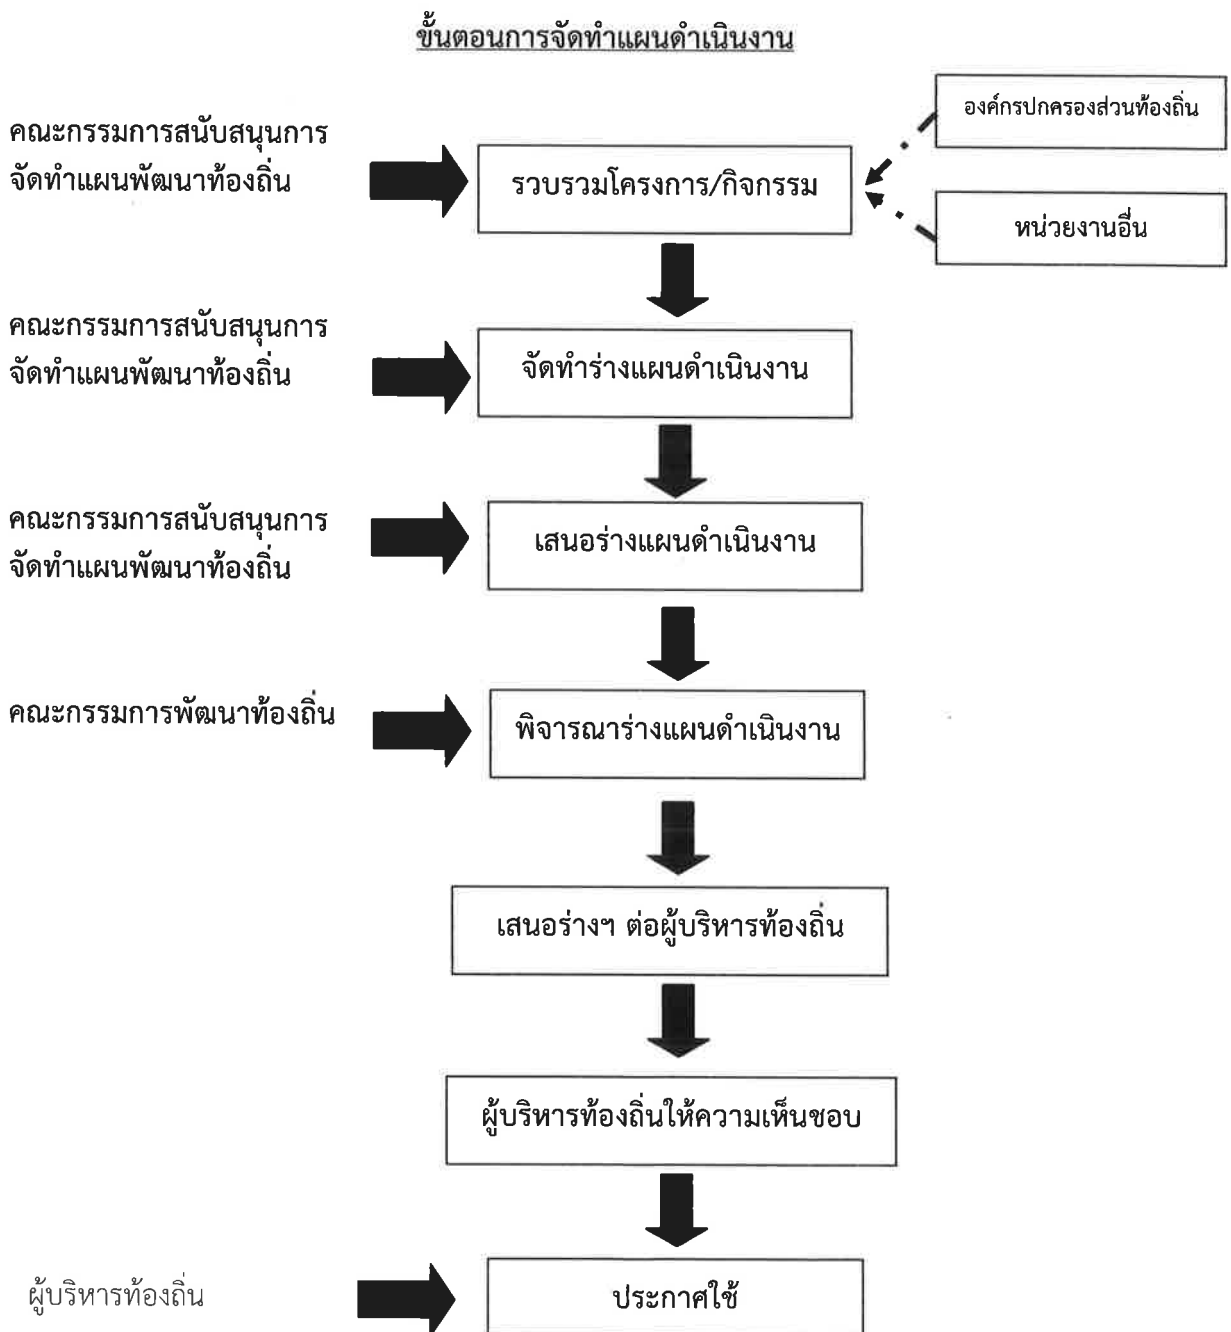 ขั้นตอนการจัดทำแผนดำเนินงาน
องค์กรปกครองส่วนท้องถิ่น
คณะกรรมการสนับสนุนการ
จัดทำแผนพัฒนาท้องถิ่น
รวบรวมโครงการ/กิจกรรม
หน่วยงานอื่น
คณะกรรมการสนับสนุนการ
จัดทำแผนพัฒนาท้องถิ่น
จัดทำร่างแผนดำเนินงาน
คณะกรรมการสนับสนุนการ
จัดทำแผนพัฒนาท้องถิ่น
เสนอร่างแผนดำเนินงาน
คณะกรรมการพัฒนาท้องถิ่น
พิจารณาร่างแผนดำเนินงาน
เสนอร่างฯ ต่อผู้บริหารท้องถิ่น
ผู้บริหารท้องถิ่นให้ความเห็นชอบ
ผู้บริหารท้องถิ่น
ประกาศใช้